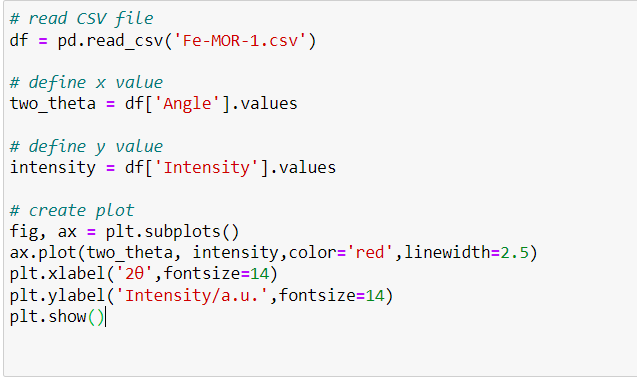 # read CSV file
df = pd.read_csv('Fe-MOR-1.csv')
# define x value
two_theta = df['Angle'].values
# define y value
intensity = df['Intensity'].values
# create plot
fig, ax = plt.subplots()
ax.plot(two_theta, intensity,color='red',linewidth=2.5)
plt.xlabel('2θ',fontsize=14)
plt.ylabel('Intensity/a.u.',fontsize=14)
plt.show()